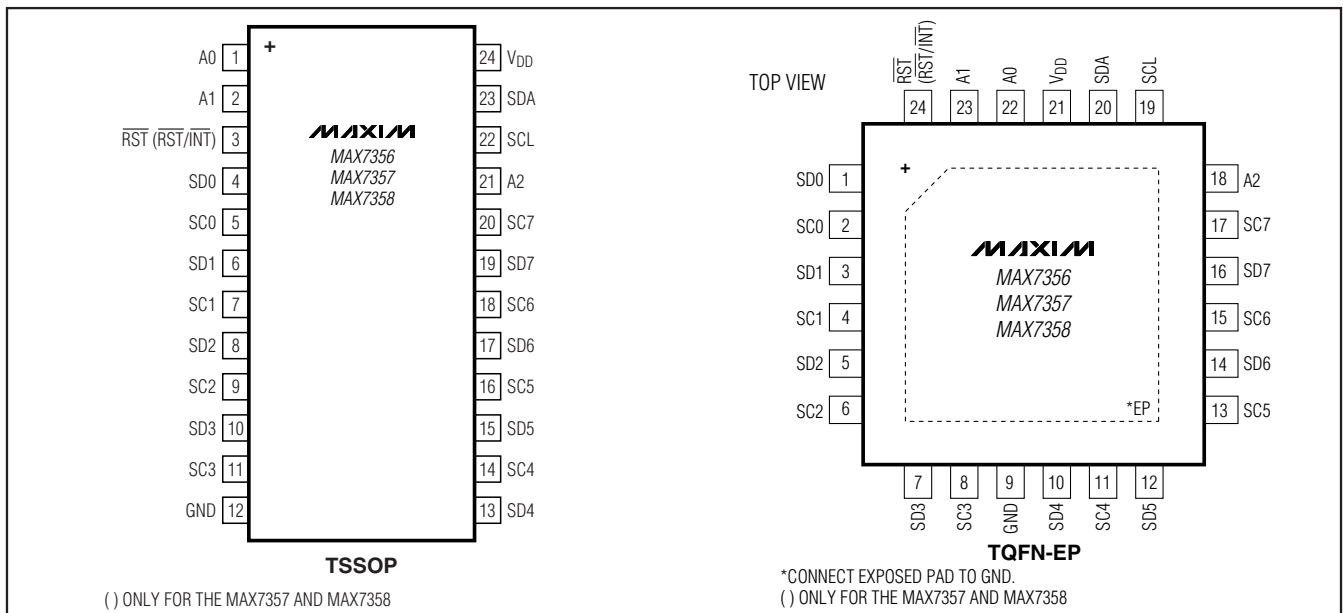 A0 1
A1 2
RST (RST/INT) 3
SD0 4
SC0 5
SD1 6
SC1 7
SD2 8
SC2 9
SD3 10
SC3 11
GND 12
+
MAXIM
MAX7356
MAX7357
MAX7358
24 VDD
23 SDA
22 SCL
21 A2
20 SC7
19 SD7
18 SC6
17 SD6
16 SC5
15 SD5
14 SC4
13 SD4
TSSOP
( ) ONLY FOR THE MAX7357 AND MAX7358
TOP VIEW
RST (RST/INT)
A1
A0
VDD
SDA
SCL
24 23 22 21 20 19
SD0 1
SC0 2
SD1 3
SC1 4
SD2 5
SC2 6
+
MAXIM
MAX7356
MAX7357
MAX7358
*EP
18 A2
17 SC7
16 SD7
15 SC6
14 SD6
13 SC5
7 8 9 10 11 12
SD3
SC3
GND
SD4
SC4
SD5
TQFN-EP
*CONNECT EXPOSED PAD TO GND.
( ) ONLY FOR THE MAX7357 AND MAX7358